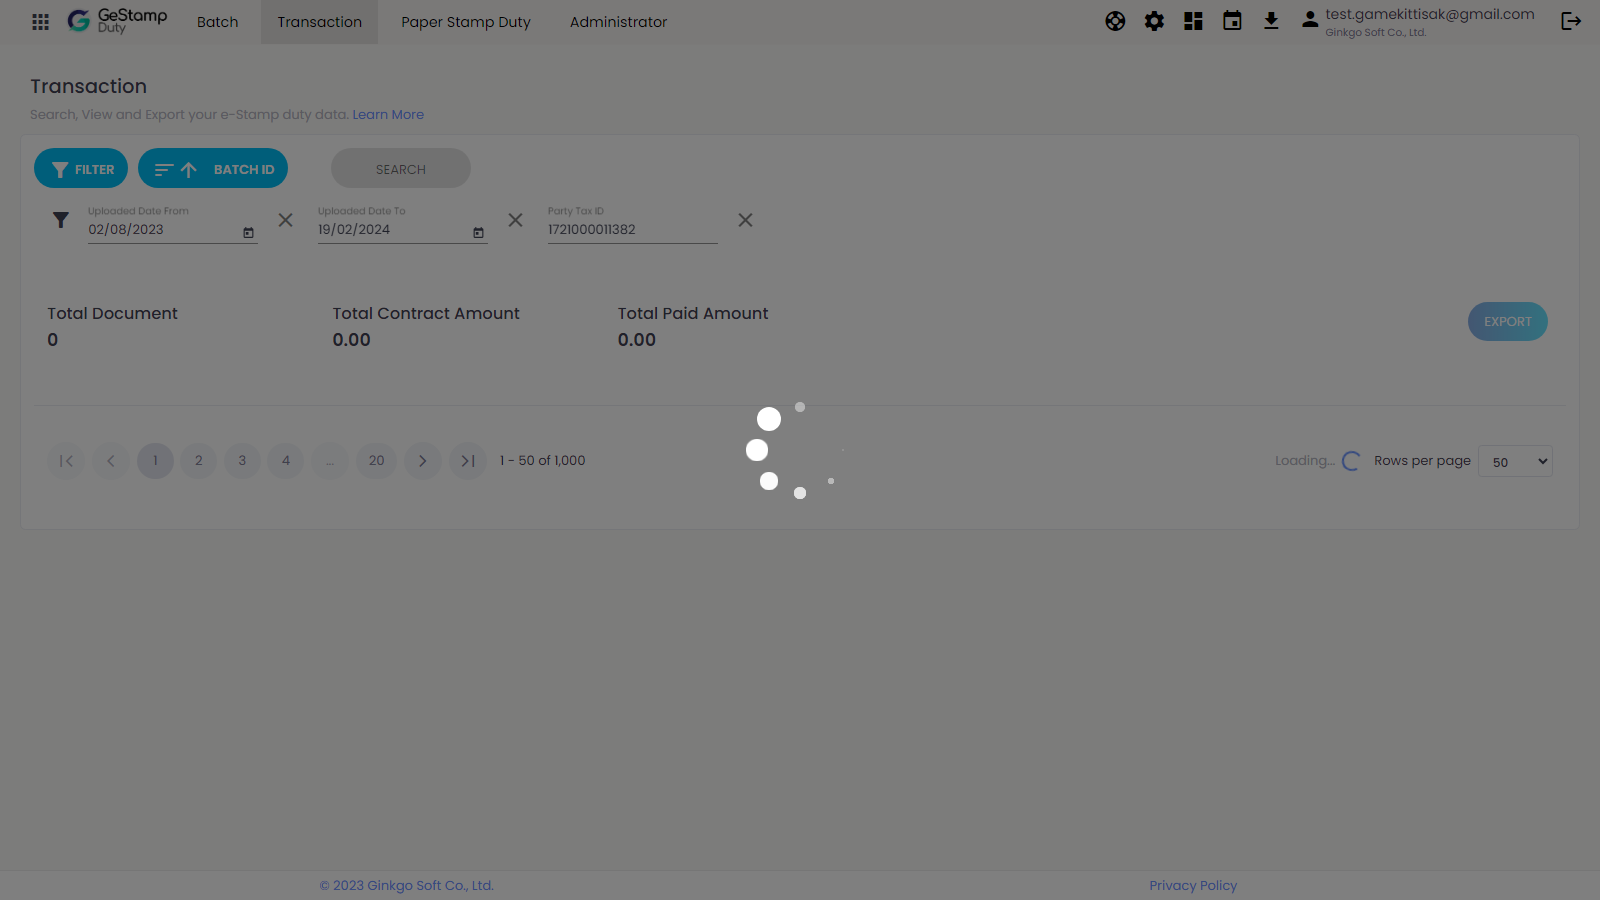 GeStamp
Duty
Batch
Transaction
Paper Stamp Duty
Administrator
test.gamekittisak@gmail.com
Ginkgo Soft Co., Ltd.
Transaction
Search, View and Export your e-Stamp duty data. Learn More
FILTER
BATCH ID
SEARCH
Uploaded Date From
02/08/2023
Uploaded Date To
19/02/2024
Party Tax ID
1721000011382
Total Document
0
Total Contract Amount
0.00
Total Paid Amount
0.00
EXPORT
1
2
3
4
...
20
1 - 50 of 1,000
Loading...
Rows per page
50
© 2023 Ginkgo Soft Co., Ltd.
Privacy Policy